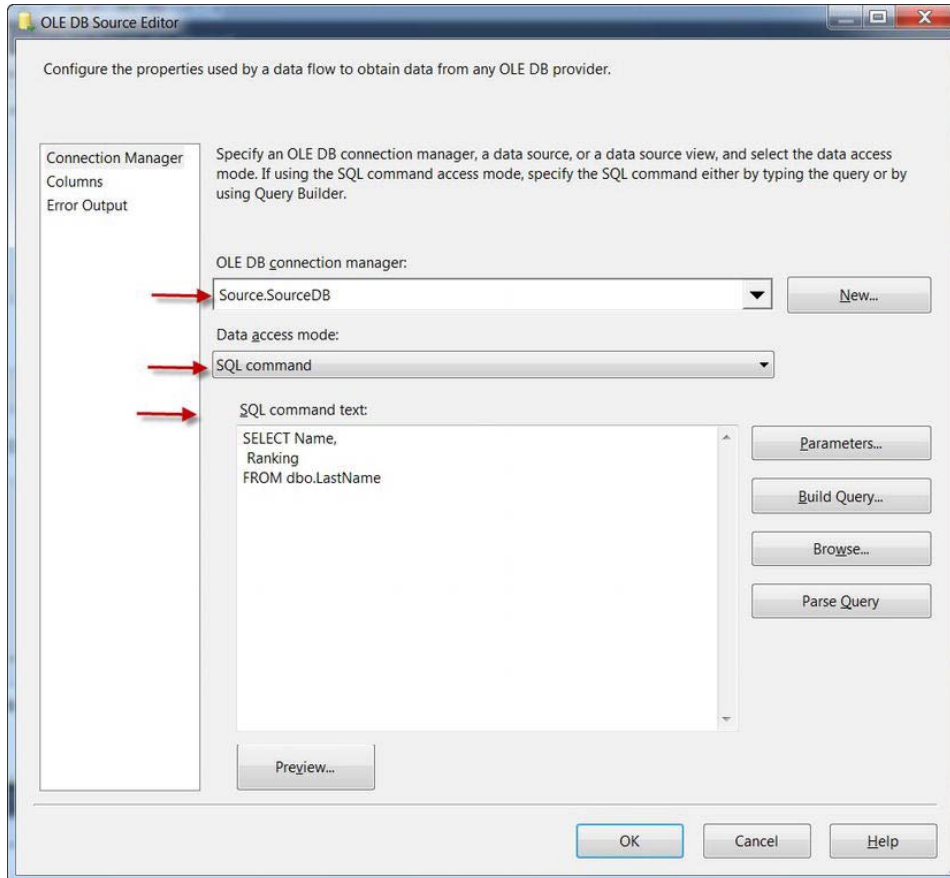 OLE DB Source Editor
Configure the properties used by a data flow to obtain data from any OLE DB provider.
Connection Manager
Columns
Error Output
Specify an OLE DB connection manager, a data source, or a data source view, and select the data access
mode. If using the SQL command access mode, specify the SQL command either by typing the query or by
using Query Builder.
OLE DB connection manager:
Source.SourceDB
New...
Data access mode:
SQL command
SQL command text:
SELECT Name,
Ranking
FROM dbo.LastName
Parameters...
Build Query...
Browse...
Parse Query
Preview...
OK
Cancel
Help